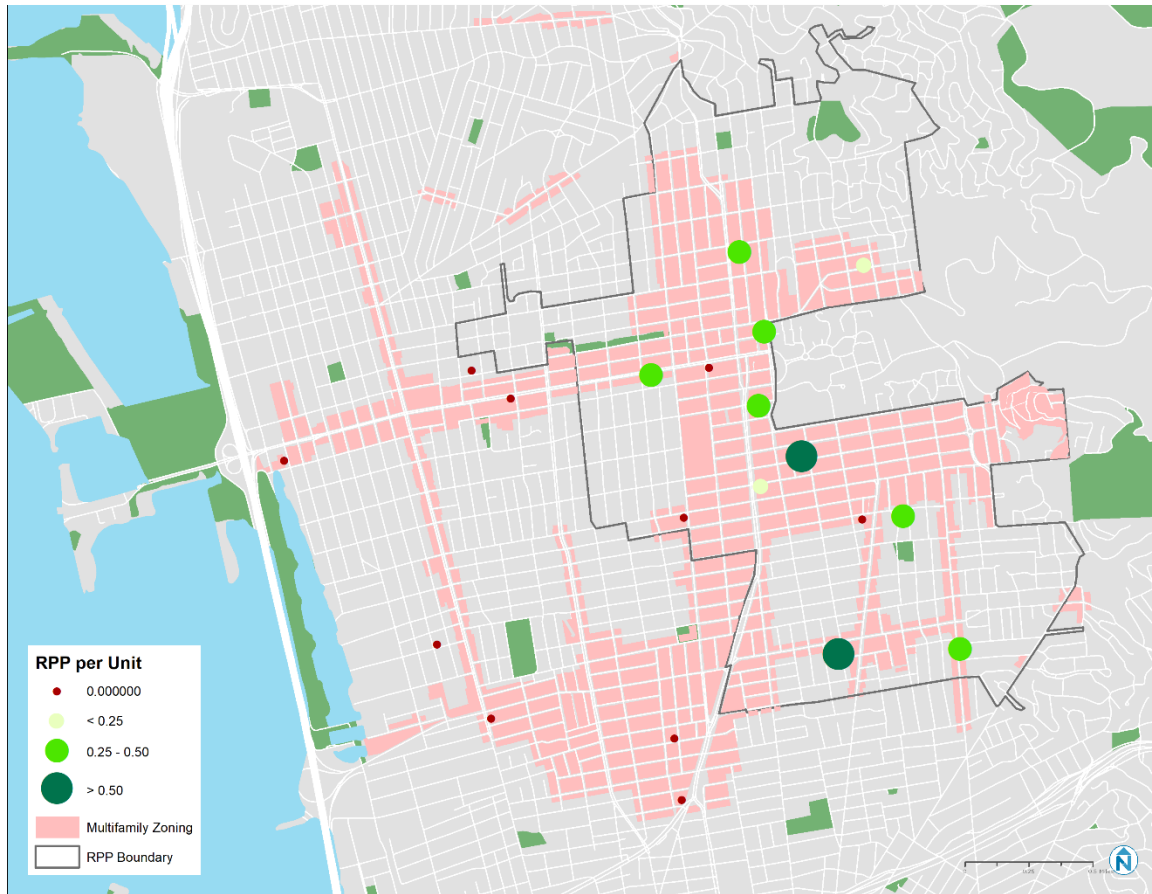 RPP per Unit
0.000000
< 0.25
0.25 - 0.50
> 0.50
Multifamily Zoning
RPP Boundary
N